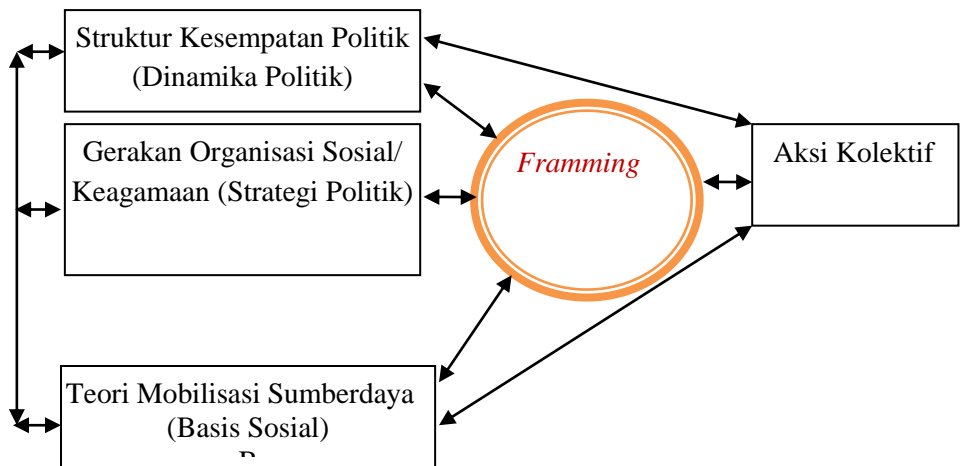 Struktur Kesempatan Politik
(Dinamika Politik)
Gerakan Organisasi Sosial/
Keagamaan (Strategi Politik)
Framming
Aksi Kolektif
Teori Mobilisasi Sumberdaya
(Basis Sosial)